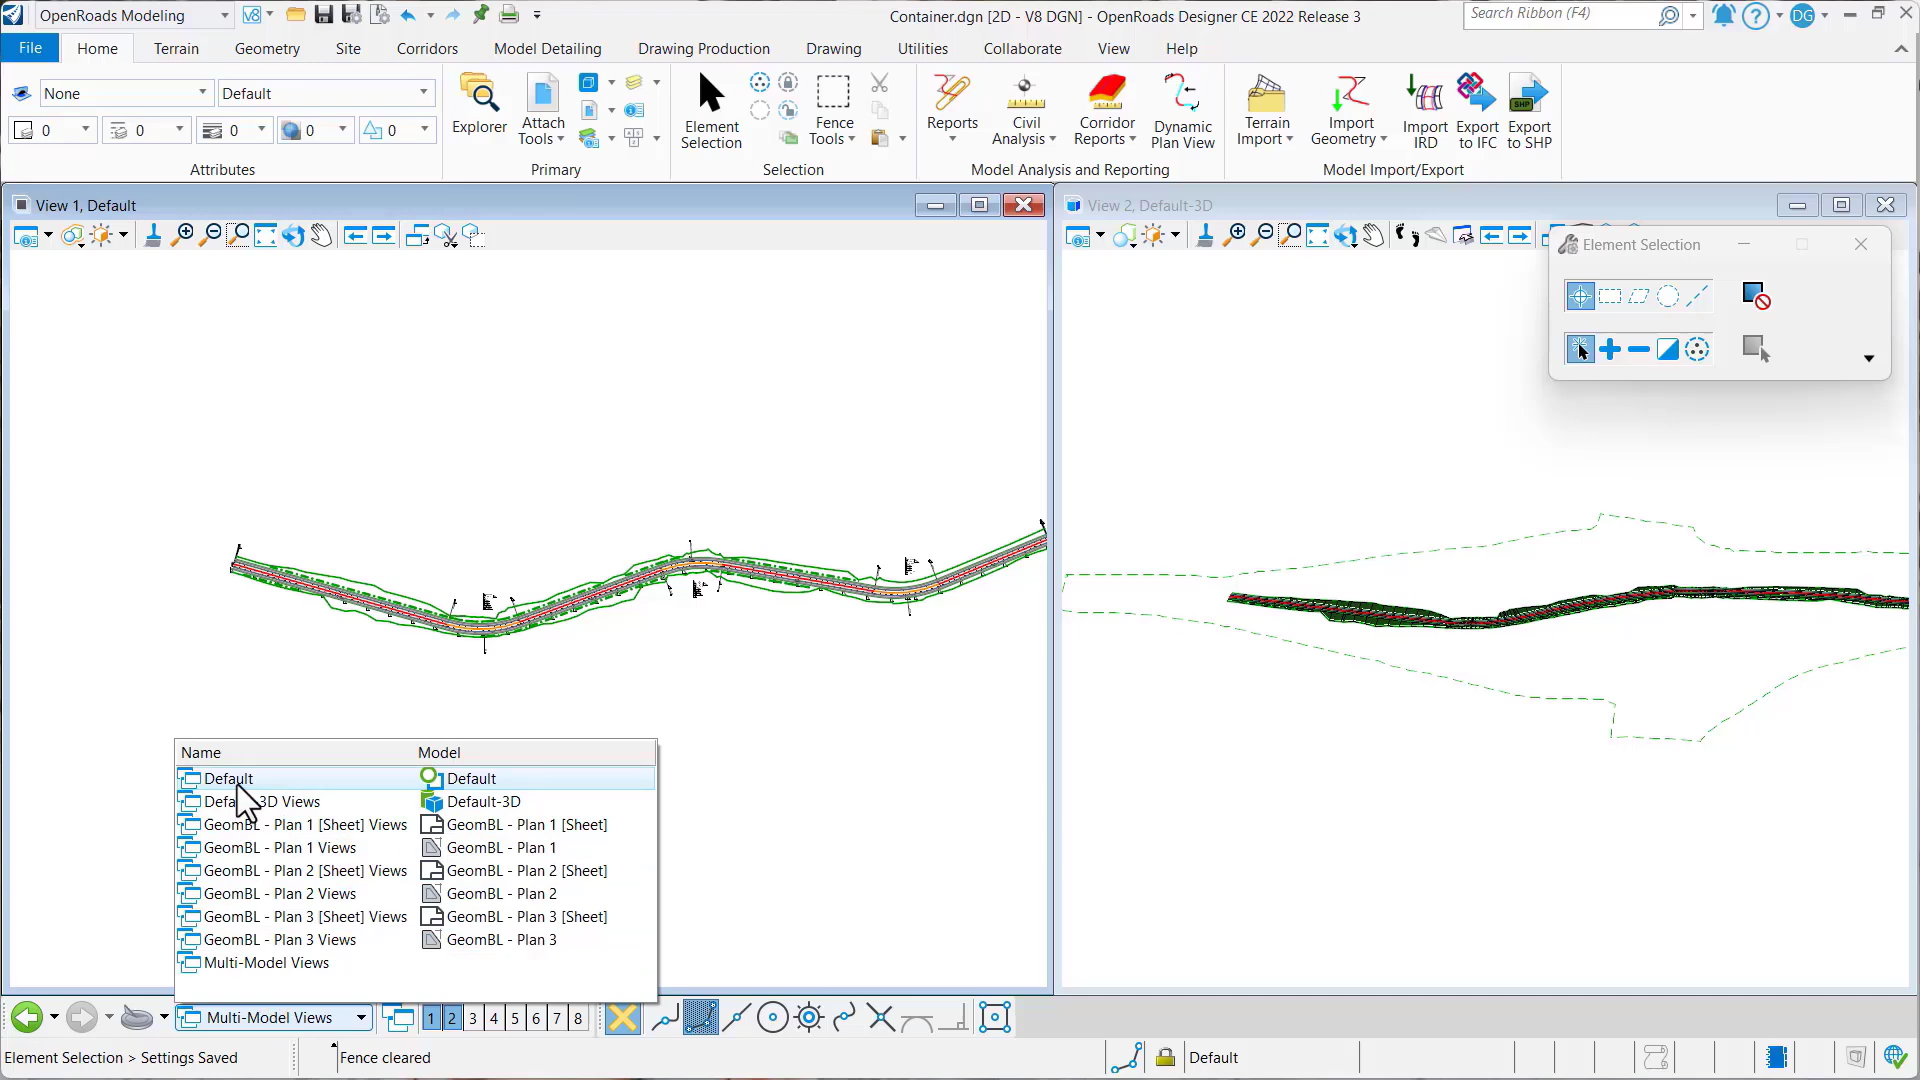 OpenRoads Modeling
Container.dgn [2D - V8 DGN] - OpenRoads Designer CE 2022 Release 3
Search Ribbon (F4)
DG
File Home Terrain Geometry Site Corridors Model Detailing Drawing Production Drawing Utilities Collaborate View Help
None Default
0 0 0 0 0
Explorer
Attach Tools
Element Selection
Fence Tools
Reports
Civil Analysis
Corridor Reports
Dynamic Plan View
Terrain Import
Import Geometry
Import IRD
Export to IFC
SHP
Export to SHP
Attributes Primary Selection Model Analysis and Reporting Model Import/Export
View 1, Default
View 2, Default-3D
Element Selection
Name Model
Default Default
Default-3D Views Default-3D
GeomBL - Plan 1 [Sheet] Views GeomBL - Plan 1 [Sheet]
GeomBL - Plan 1 Views GeomBL - Plan 1
GeomBL - Plan 2 [Sheet] Views GeomBL - Plan 2 [Sheet]
GeomBL - Plan 2 Views GeomBL - Plan 2
GeomBL - Plan 3 [Sheet] Views GeomBL - Plan 3 [Sheet]
GeomBL - Plan 3 Views GeomBL - Plan 3
Multi-Model Views
Multi-Model Views 1 2 3 4 5 6 7 8
Element Selection > Settings Saved Fence cleared Default